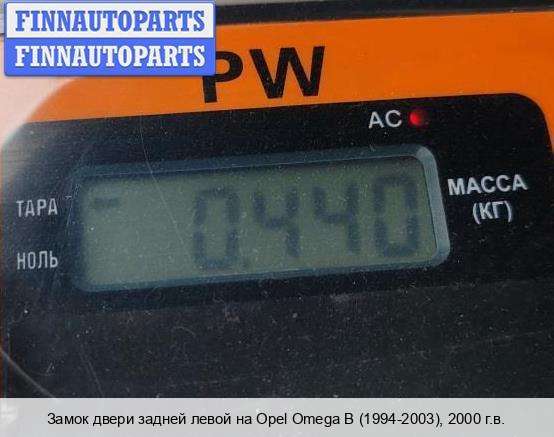 FINNAUTOPARTS
FINNAUTOPARTS
PW
AC
ТАРА
НОЛЬ
0.440
МАССА
(КГ)
Замок двери задней левой на Opel Omega B (1994-2003), 2000 г.в.